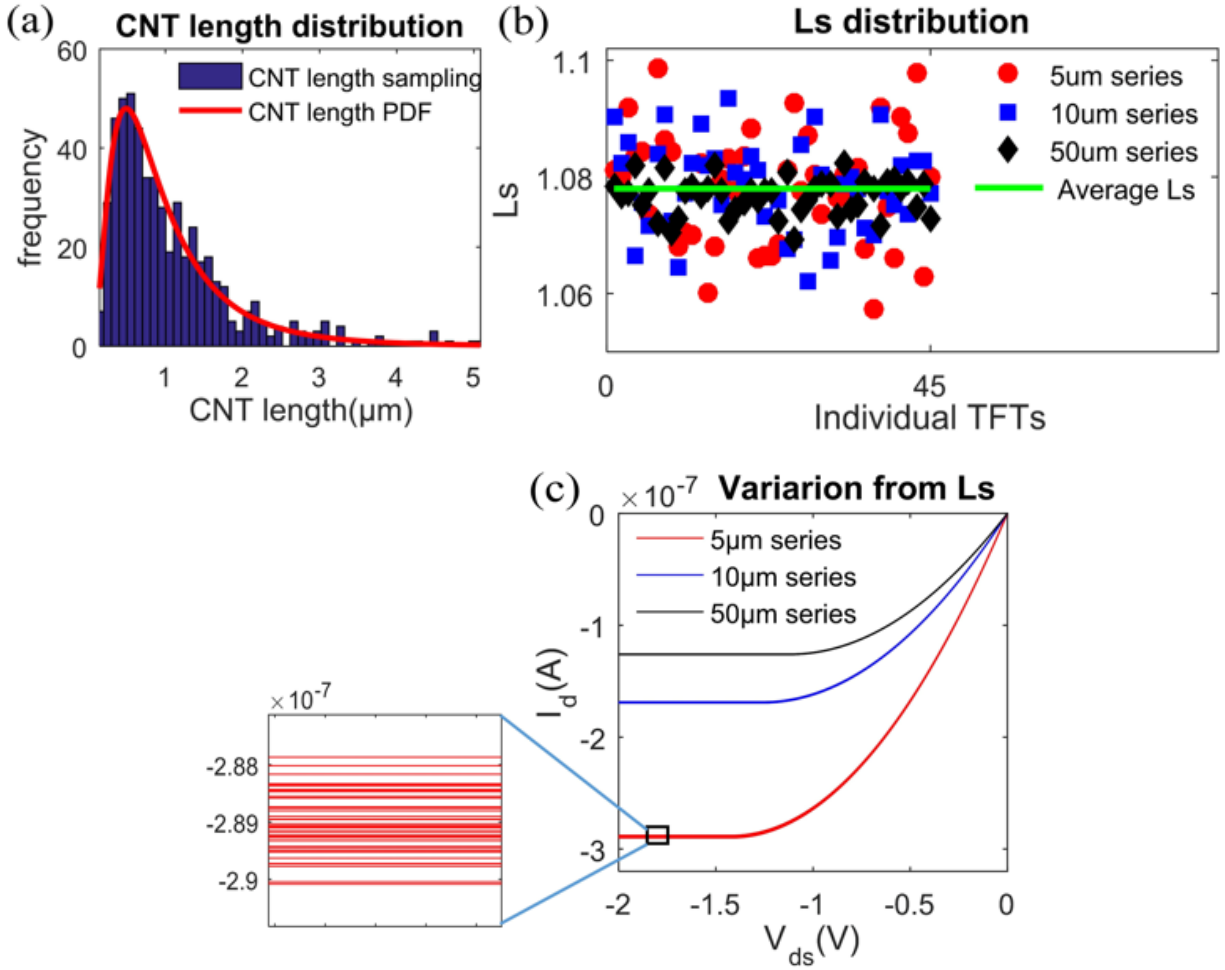 (a)
CNT length distribution
60
40
20
0
frequency
CNT length sampling
CNT length PDF
1
2
3
4
5
CNT length(μm)
(b)
Ls distribution
1.1
1.08
1.06
Ls
5um series
10um series
50um series
Average Ls
0
45
Individual TFTs
(c)
×10⁻⁷
Variarion from Ls
0
-1
-2
-3
I_d(A)
5μm series
10μm series
50μm series
-2
-1.5
-1
-0.5
0
V_ds(V)
×10⁻⁷
-2.88
-2.89
-2.9